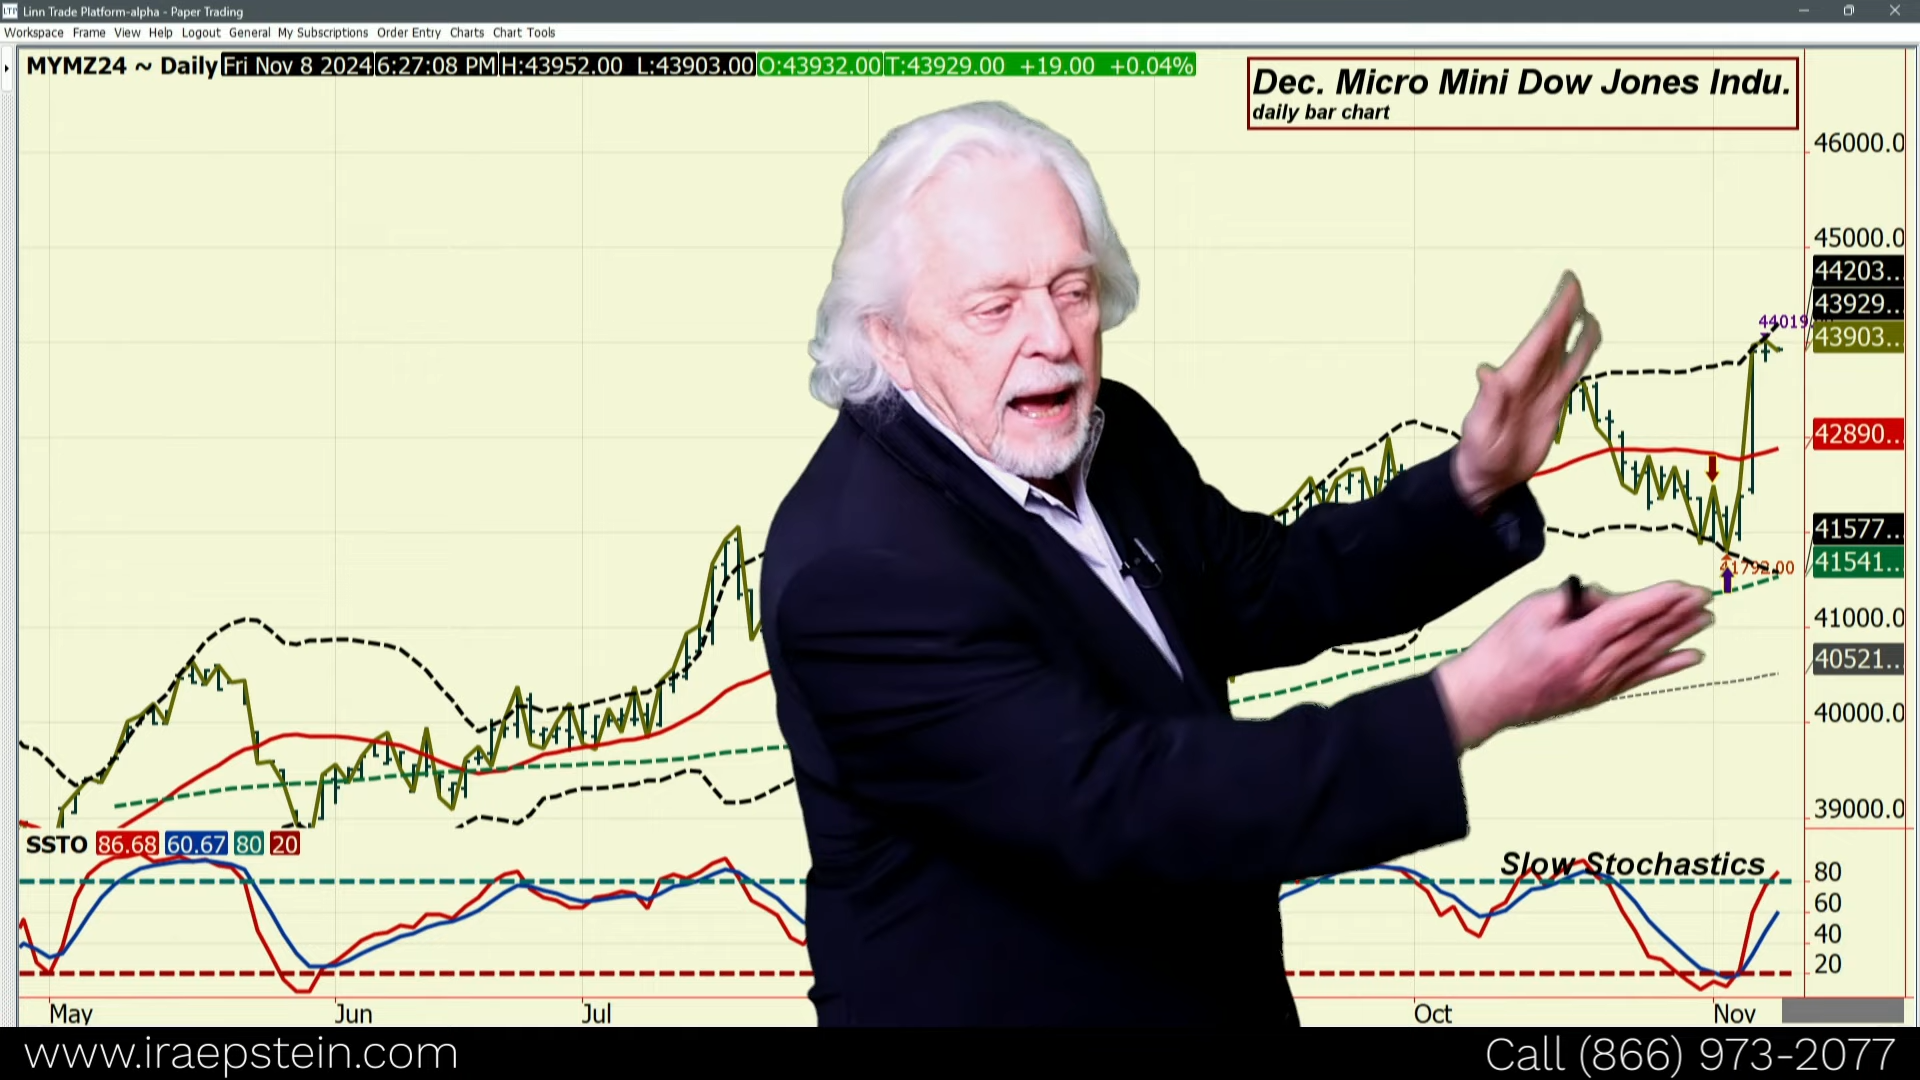 Linn Trade Platform-alpha - Paper Trading
Workspace Frame View Help Logout General My Subscriptions Order Entry Charts Chart Tools
MYMZ24 ~ Daily Fri Nov 8 2024 6:27:08 PM H:43952.00 L:43903.00 O:43932.00 T:43929.00 +19.00 +0.04%
Dec. Micro Mini Dow Jones Indu.
daily bar chart
46000.0
45000.0
44203...
43929...
44019
43903...
42890...
41577...
41541...
41792.00
41000.0
40521...
40000.0
39000.0
SSTO 86.68 60.67 80 20
Slow Stochastics
80
60
40
20
May Jun Jul Oct Nov
www.iraepstein.com
Call (866) 973-2077